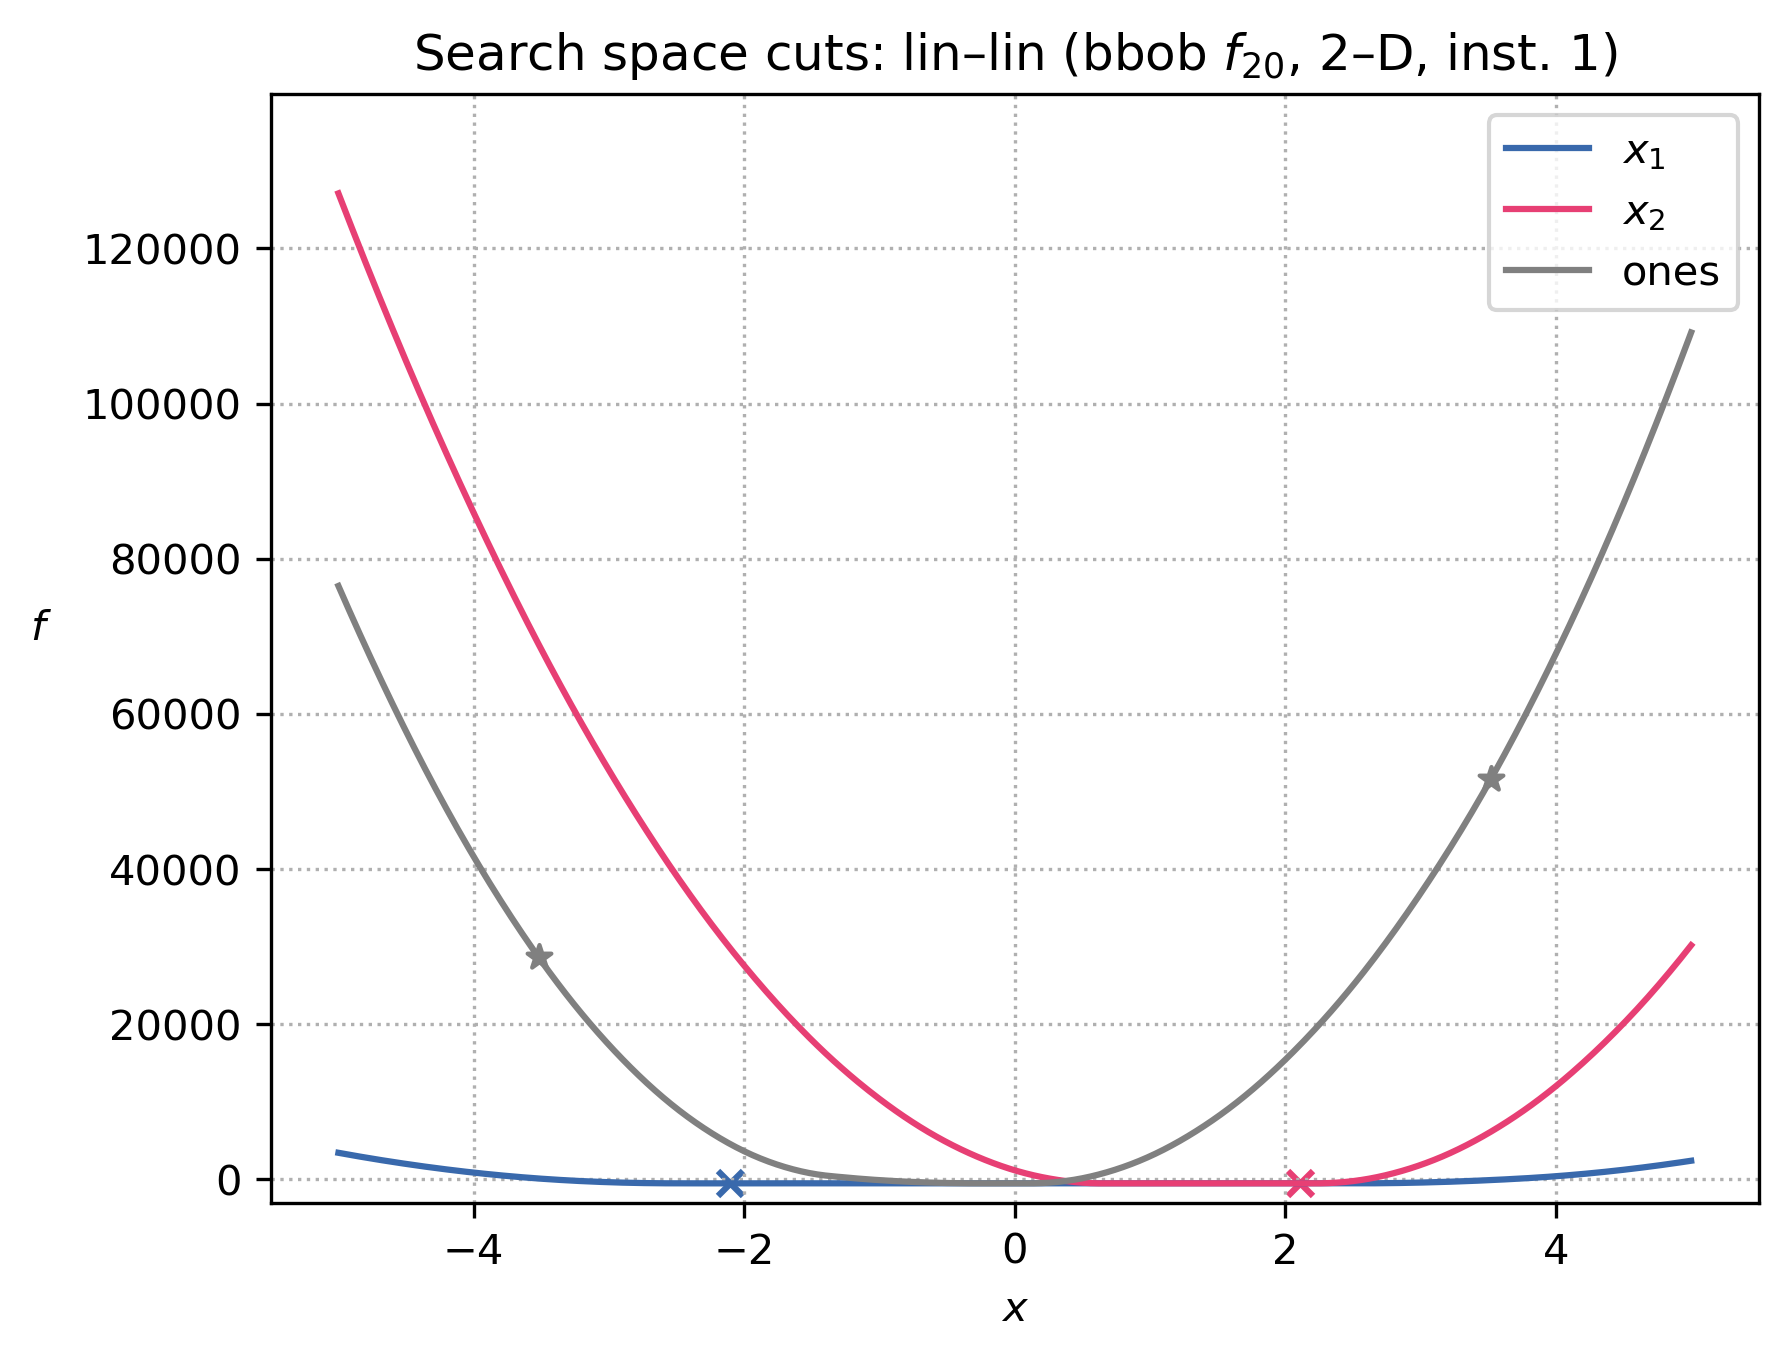 Search space cuts: lin–lin (bbob f₂₀, 2–D, inst. 1)
x₁
x₂
ones
120000
100000
80000
60000
40000
20000
0
f
−4 −2 0 2 4
x